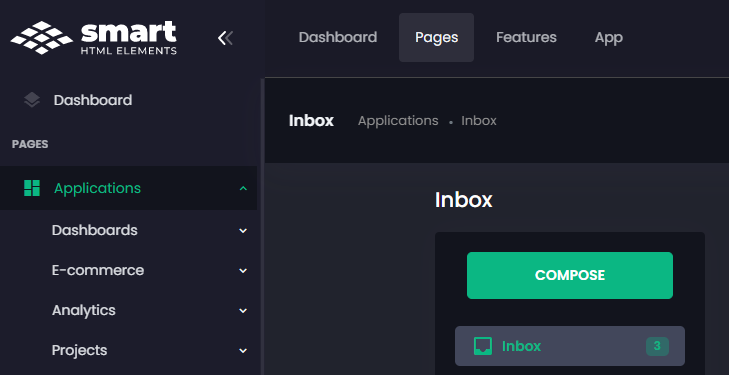 smart
HTML ELEMENTS
Dashboard
PAGES
Applications
Dashboards
E-commerce
Analytics
Projects
Dashboard Pages Features App
Inbox Applications • Inbox
Inbox
COMPOSE
Inbox 3